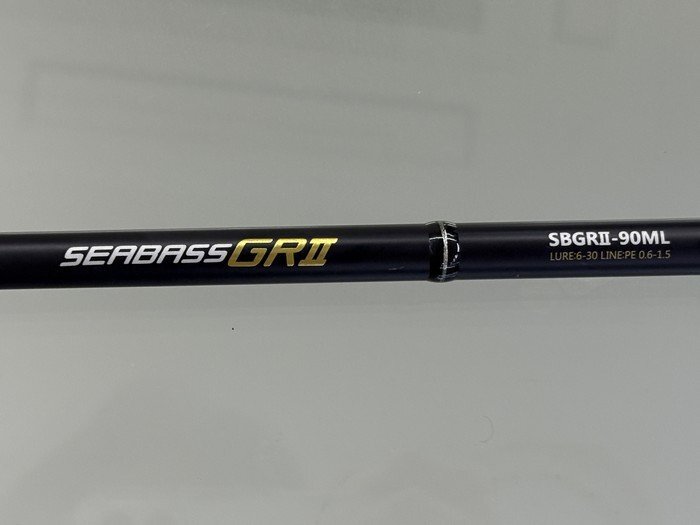 SEABASS GRⅡ
SBGRⅡ-90ML
LURE:6-30 LINE:PE 0.6-1.5